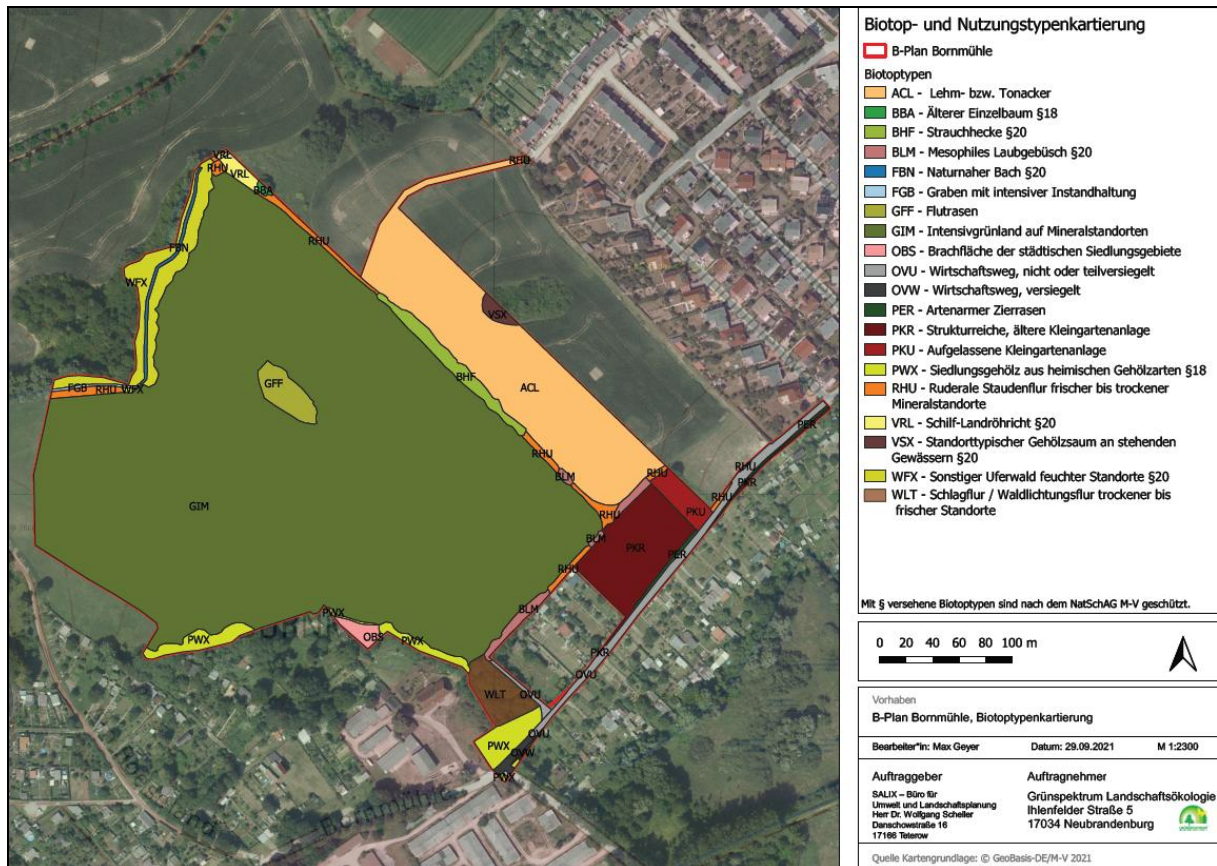 Biotop- und Nutzungstypenkartierung
B-Plan Bornmühle
Biotoptypen
ACL - Lehm- bzw. Tonacker
BBA - Älterer Einzelbaum §18
BHF - Strauchhecke §20
BLM - Mesophiles Laubgebüsch §20
FBN - Naturnaher Bach §20
FGB - Graben mit intensiver Instandhaltung
GFF - Flutrasen
GIM - Intensivgrünland auf Mineralstandorten
OBS - Brachfläche der städtischen Siedlungsgebiete
OVU - Wirtschaftsweg, nicht oder teilversiegelt
OVW - Wirtschaftsweg, versiegelt
PER - Artenarmer Zierrasen
PKR - Strukturreiche, ältere Kleingartenanlage
PKU - Aufgelassene Kleingartenanlage
PWX - Siedlungsgehölz aus heimischen Gehölzarten §18
RHU - Ruderale Staudenflur frischer bis trockener
Mineralstandorte
VRL - Schilf-Landröhricht §20
VSX - Standorttypischer Gehölzsaum an stehenden
Gewässern §20
WFX - Sonstiger Uferwald feuchter Standorte §20
WLT - Schlagflur / Waldlichtungsflur trockener bis
frischer Standorte
Mit § versehene Biotoptypen sind nach dem NatSchAG M-V geschützt.
0 20 40 60 80 100 m
Vorhaben
B-Plan Bornmühle, Biotoptypenkartierung
Bearbeiter*in: Max Geyer Datum: 29.09.2021 M 1:2300
Auftraggeber
SALIX – Büro für
Umwelt und Landschaftsplanung
Herr Dr. Wolfgang Scheller
Danschowstraße 16
17166 Teterow
Auftragnehmer
Grünspektrum Landschaftsökologie
Ihlenfelder Straße 5
17034 Neubrandenburg
Quelle Kartengrundlage: © GeoBasis-DE/M-V 2021
VRL
RHU
VRL
BBA
RHU
RHU
FBN
WFX
VSX
GFF
BHF
ACL
FGB
RHU
WFX
PER
RHU
BLM
RHU
RHU
PKR
RHU
GIM
RHU
PKU
BLM
PKR
PER
RHU
BLM
PWX
PWX
OBS
PWX
PKR
OVU
WLT
OVU
OVU
PWX
OVW
PWX
Bornmühle